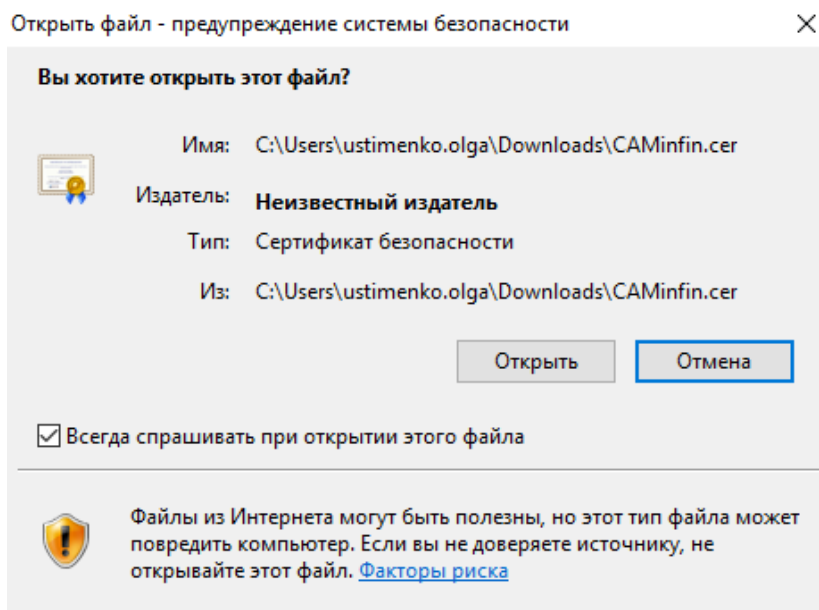 Открыть файл - предупреждение системы безопасности
Вы хотите открыть этот файл?
Имя: C:\Users\ustimenko.olga\Downloads\CAMinfin.cer
Издатель: Неизвестный издатель
Тип: Сертификат безопасности
Из: C:\Users\ustimenko.olga\Downloads\CAMinfin.cer
Открыть Отмена
Всегда спрашивать при открытии этого файла
Файлы из Интернета могут быть полезны, но этот тип файла может
повредить компьютер. Если вы не доверяете источнику, не
открывайте этот файл. Факторы риска